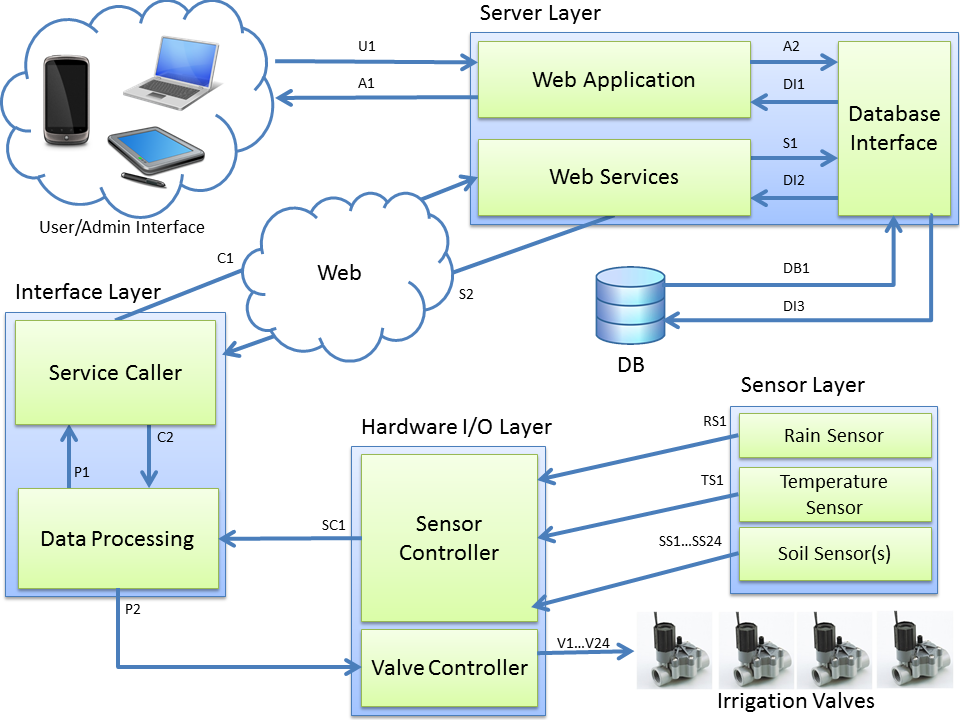 Server Layer
U1
A1
Web Application
A2
DI1
Database
Interface
Web Services
S1
DI2
User/Admin Interface
C1
Web
S2
DB1
DI3
DB
Interface Layer
Service Caller
C2
P1
Data Processing
P2
Hardware I/O Layer
Sensor
Controller
SC1
Valve Controller
Sensor Layer
RS1
Rain Sensor
TS1
Temperature
Sensor
SS1...SS24
Soil Sensor(s)
V1...V24
Irrigation Valves